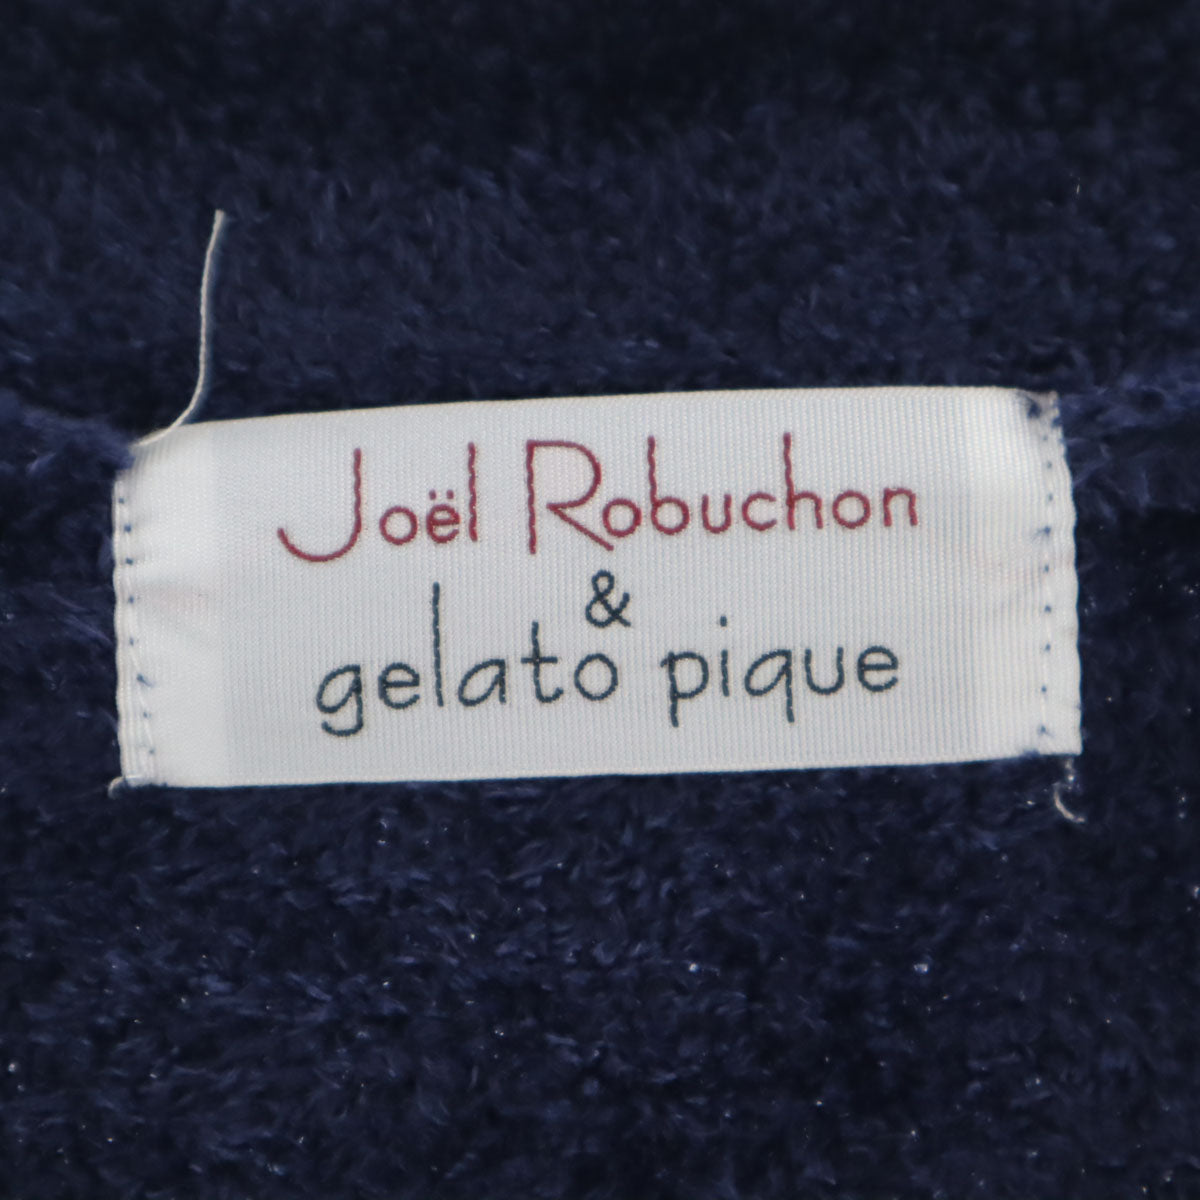 Joël Robuchon
&
gelato pique